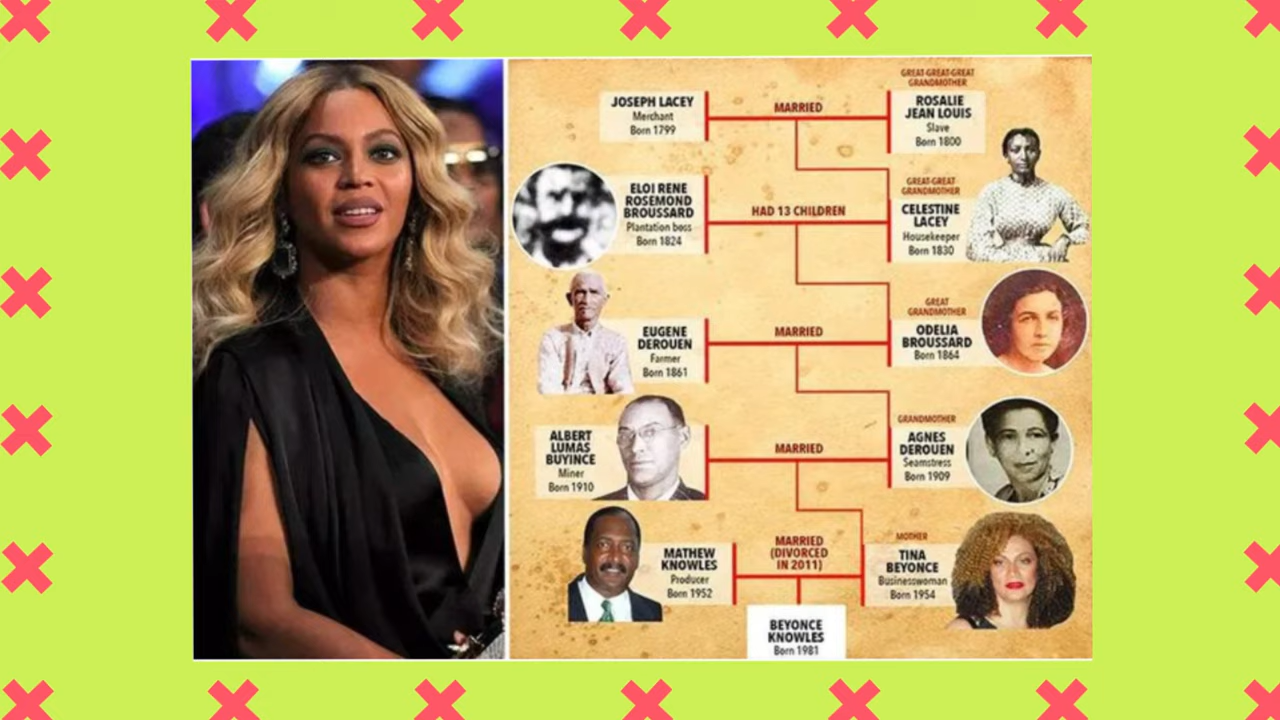 GREAT-GREAT-GREAT
GRANDMOTHER
JOSEPH LACEY
Merchant
Born 1799
MARRIED
ROSALIE
JEAN LOUIS
Slave
Born 1800
ELOI RENE
ROSEMOND
BROUSSARD
Plantation boss
Born 1824
HAD 13 CHILDREN
GREAT-GREAT
GRANDMOTHER
CELESTINE
LACEY
Housekeeper
Born 1830
EUGENE
DEROUEN
Farmer
Born 1861
MARRIED
GREAT
GRANDMOTHER
ODELIA
BROUSSARD
Born 1864
ALBERT
LUMAS
BUYINCE
Miner
Born 1910
MARRIED
GRANDMOTHER
AGNES
DEROUEN
Seamstress
Born 1909
MATHEW
KNOWLES
Producer
Born 1952
MARRIED
(DIVORCED
IN 2011)
MOTHER
TINA
BEYONCE
Businesswoman
Born 1954
BEYONCE
KNOWLES
Born 1981